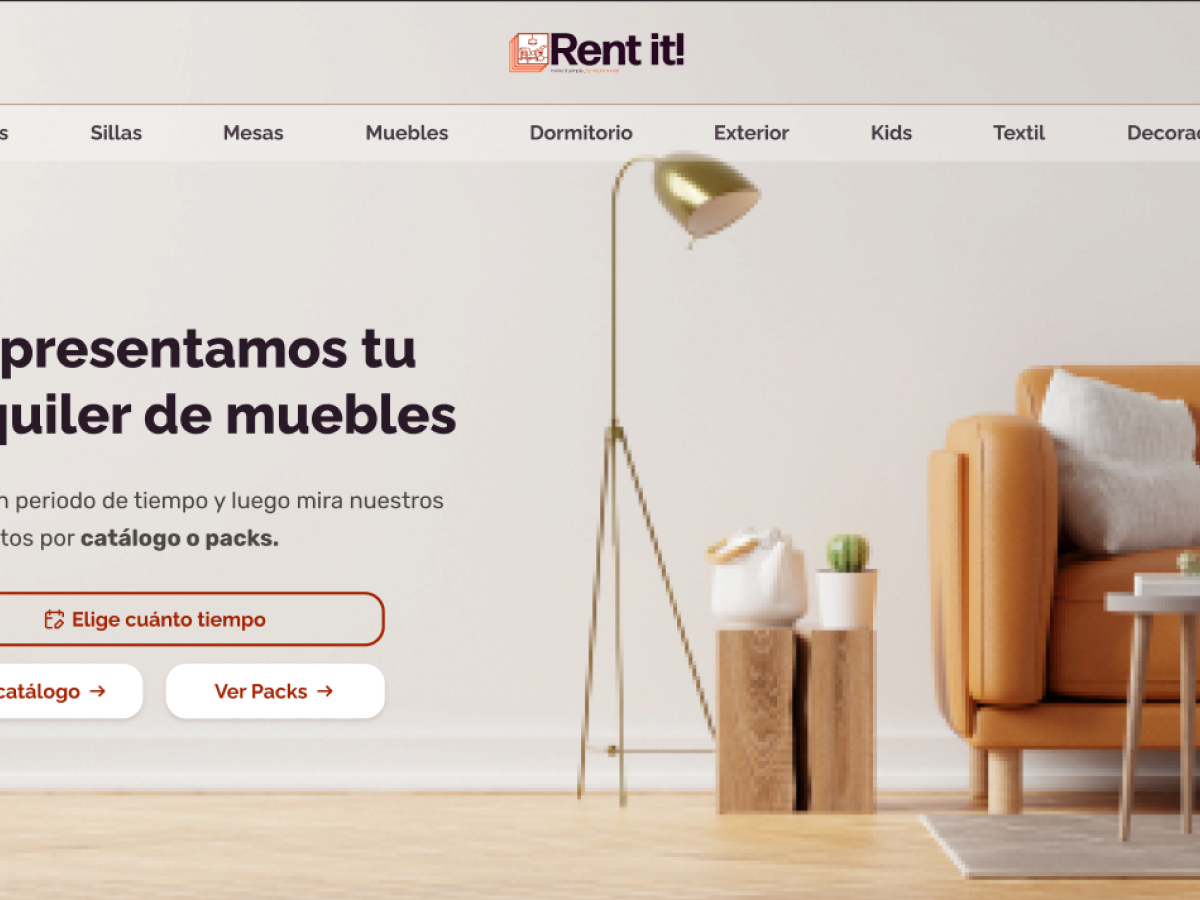 Rent it!
s Sillas Mesas Muebles Dormitorio Exterior Kids Textil Decorac
presentamos tu
quiler de muebles
n periodo de tiempo y luego mira nuestros
tos por catálogo o packs.
Elige cuánto tiempo
catálogo → Ver Packs →